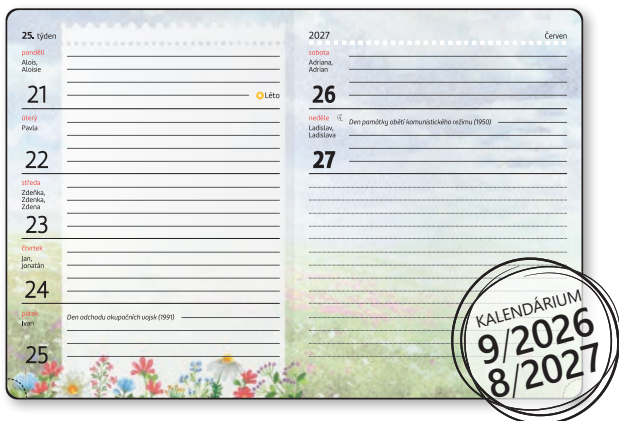 25. týden
pondělí
Alois,
Aloisie
21
Léto
úterý
Pavla
22
středa
Zdeňka,
Zdenka,
Zdena
23
čtvrtek
Jan,
Jonatán
24
pátek
Ivan
Den odchodu okupačních vojsk (1991)
25
2027
Červen
sobota
Adriana,
Adrian
26
neděle
Ladislav,
Ladislava
Den památky obětí komunistického režimu (1950)
27
KALENDÁRIUM
9/2026
8/2027